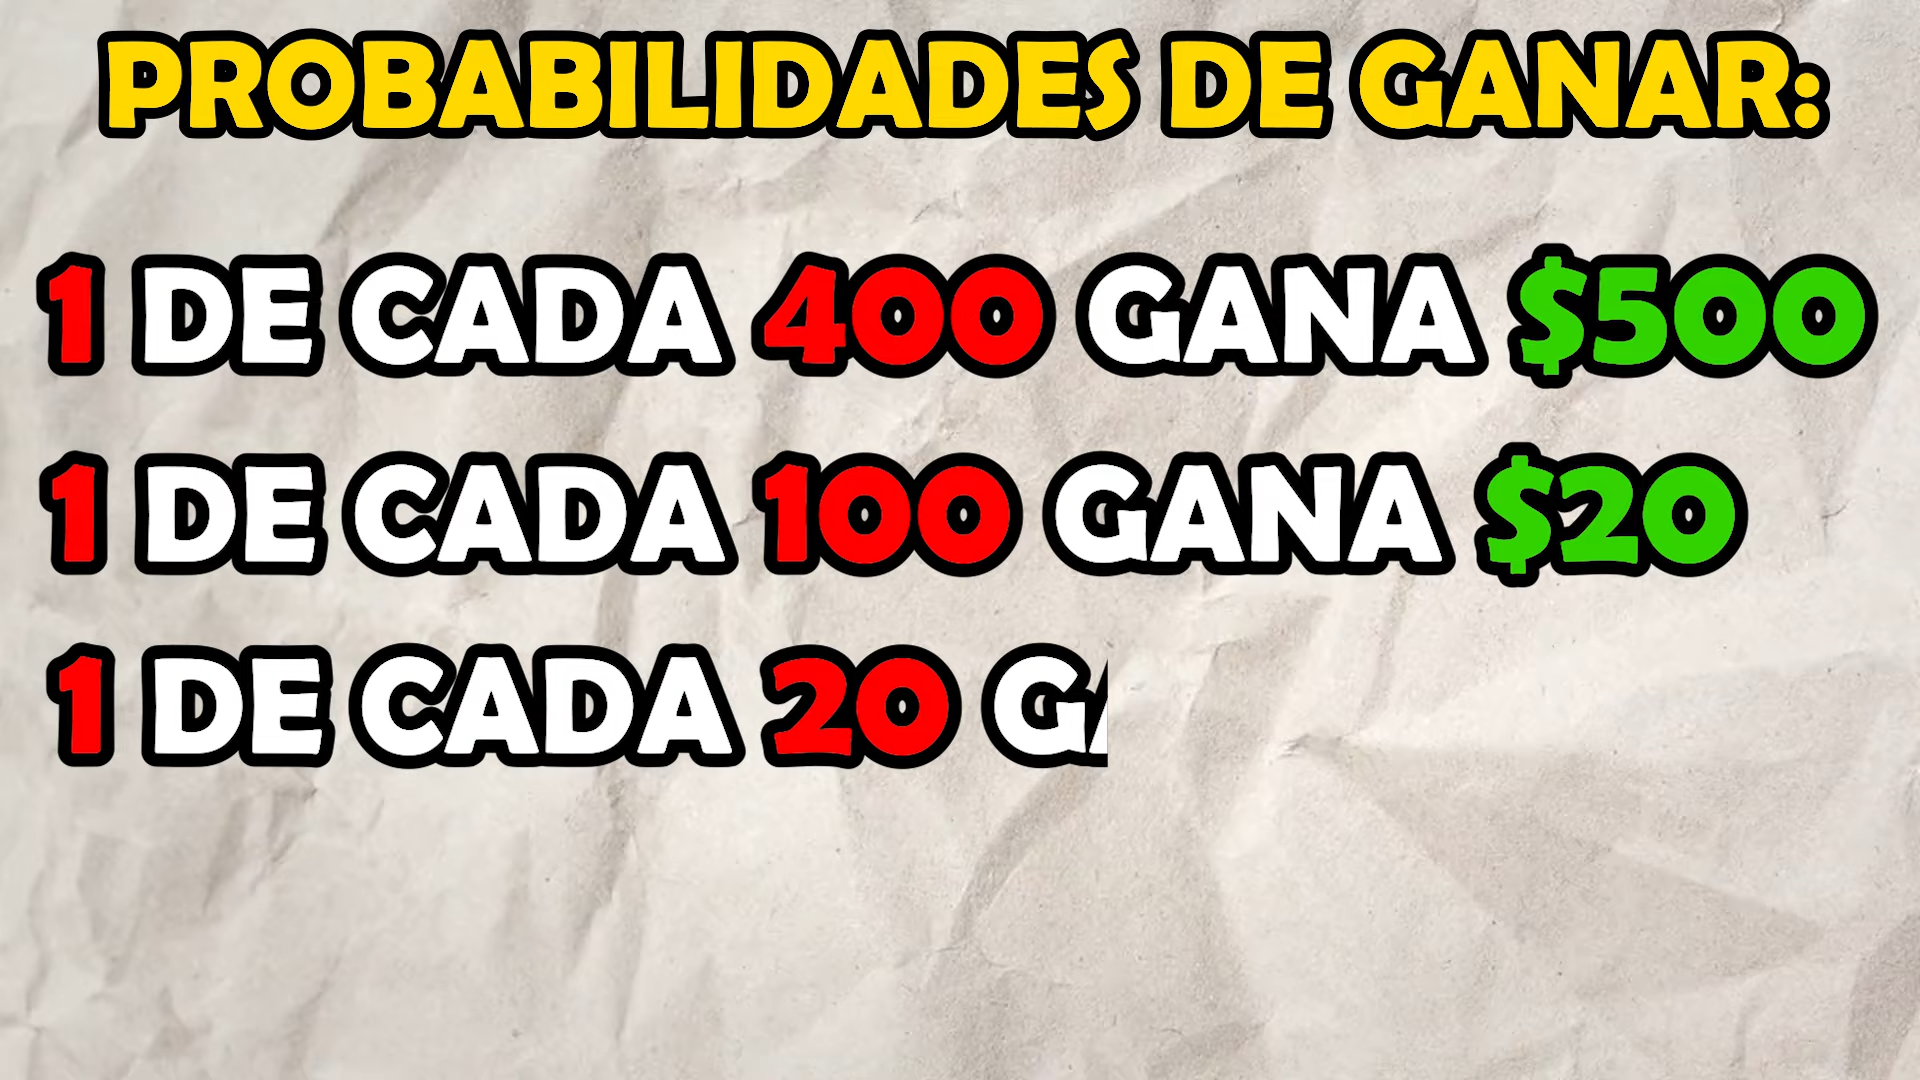 PROBABILIDADES DE GANAR:
1 DE CADA 400 GANA $500
1 DE CADA 100 GANA $20
1 DE CADA 20